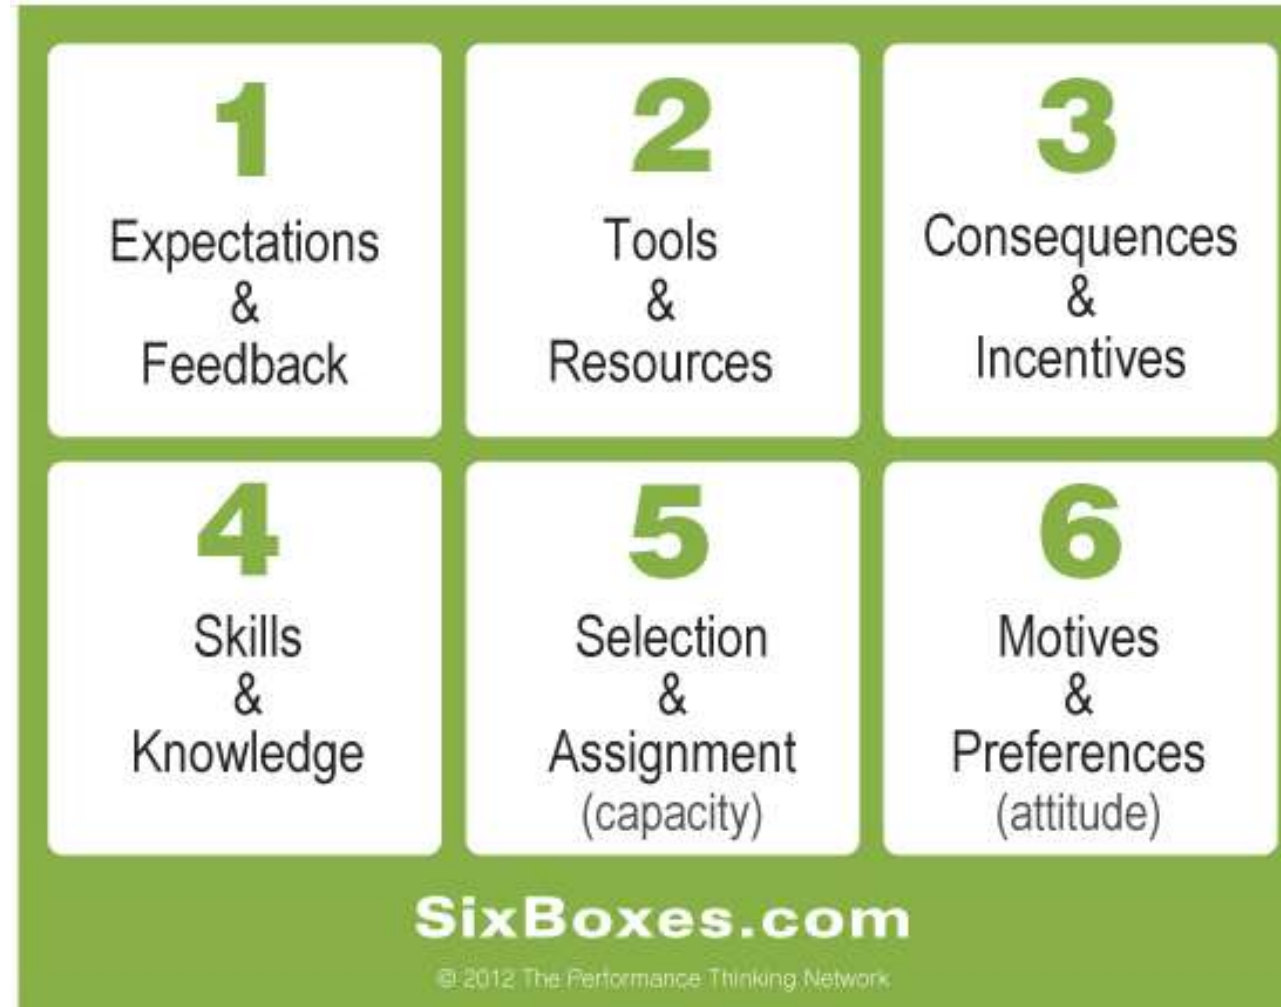 1
Expectations
&
Feedback
2
Tools
&
Resources
3
Consequences
&
Incentives
4
Skills
&
Knowledge
5
Selection
&
Assignment
(capacity)
6
Motives
&
Preferences
(attitude)
SixBoxes.com
© 2012 The Performance Thinking Network